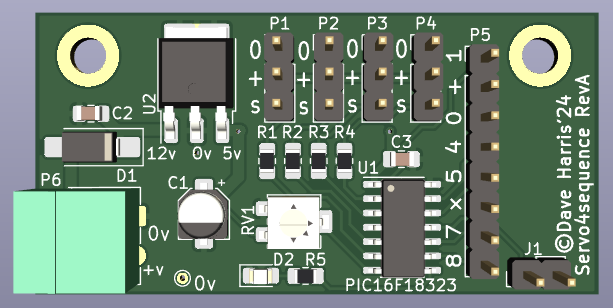 P1 P2 P3 P4
0 0 0 0
+ + + +
s s s s
P5
1
+
0
4
5
x
7
8
U2
C2
12v 0v 5v
D1
P6
C1
+
0v
+v
0v
R1 R2 R3 R4
C3
U1
RV1
D2 R5
PIC16F18323
J1
©Dave Harris'24
Servo4sequence RevA